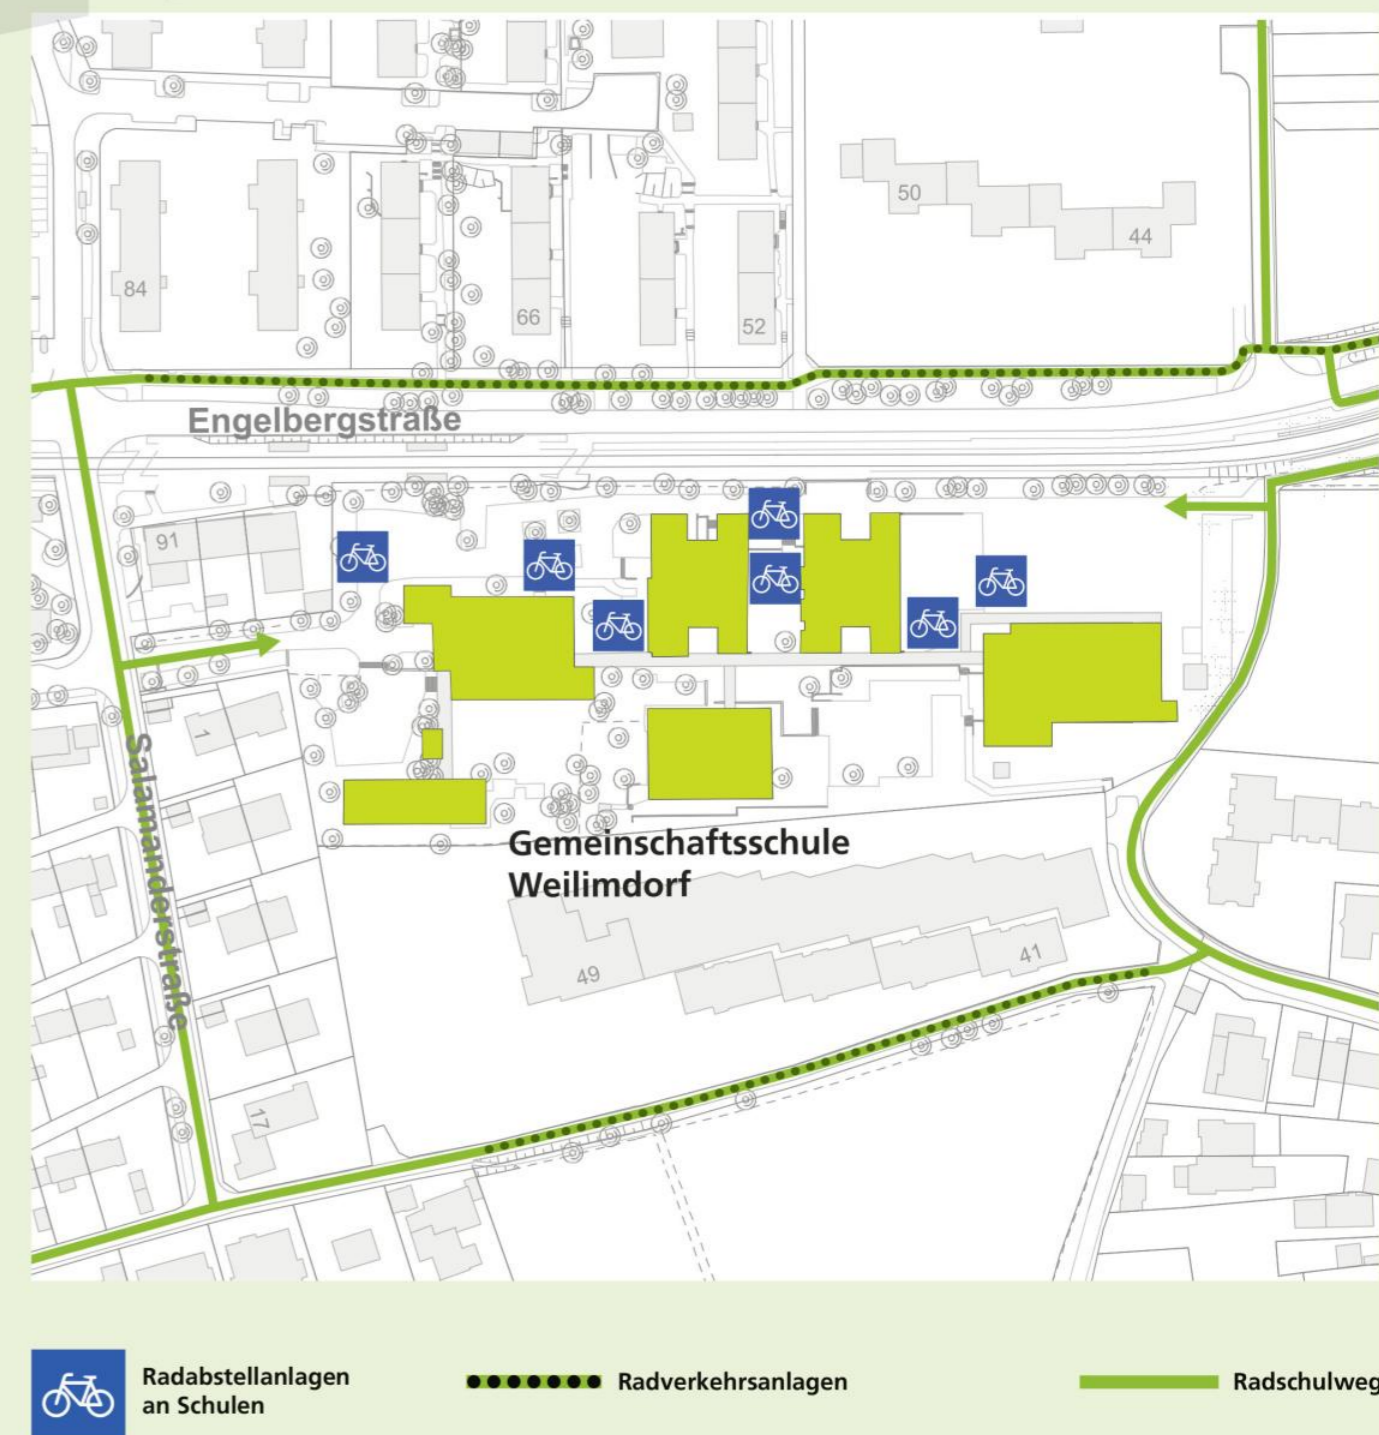 50
44
84
66
52
Engelbergstraße
91
1
Salamanderstraße
Gemeinschaftsschule
Weilimdorf
49
41
17
Radabstellanlagen
an Schulen
Radverkehrsanlagen
Radschulweg